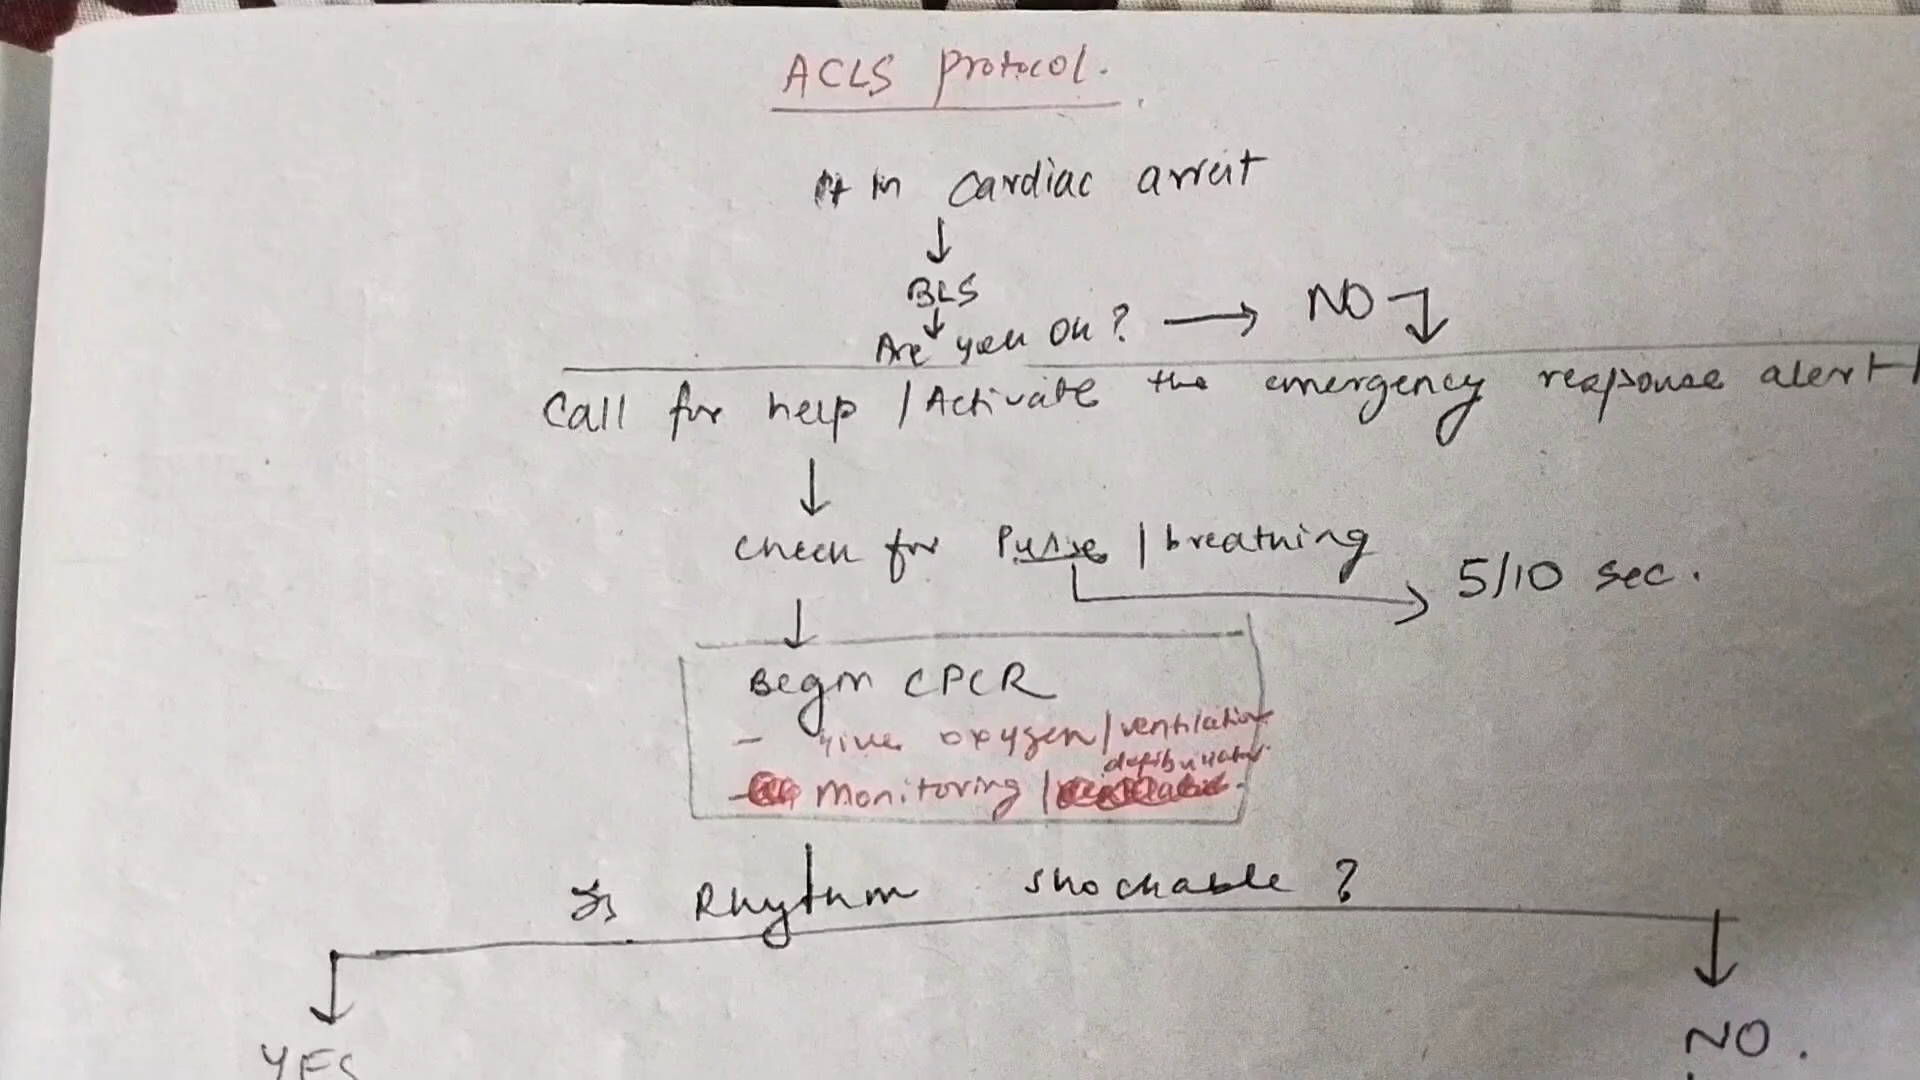 ACLS protocol.
Pt in cardiac arrest
BLS
Are you Ok? NO
Call for help / Activate the emergency response alert
check for Pulse / breathing
5/10 sec.
Begin CPCR
- Give oxygen / ventilation
defibrillator
- Monitoring /
Is Rhythm shockable ?
YES
NO.